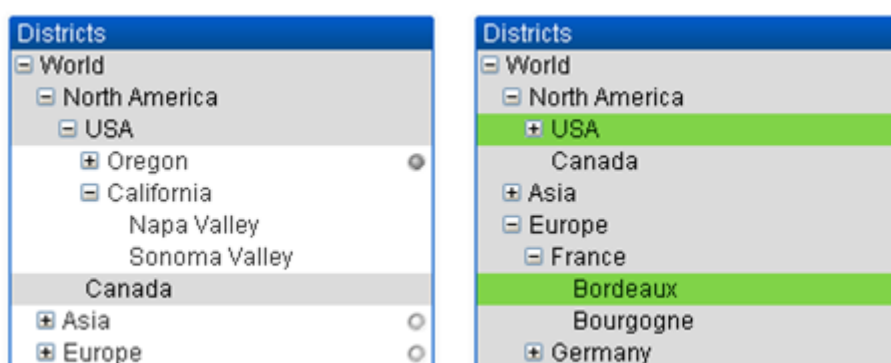 Districts
World
North America
USA
Oregon
California
Napa Valley
Sonoma Valley
Canada
Asia
Europe
Districts
World
North America
USA
Canada
Asia
Europe
France
Bordeaux
Bourgogne
Germany